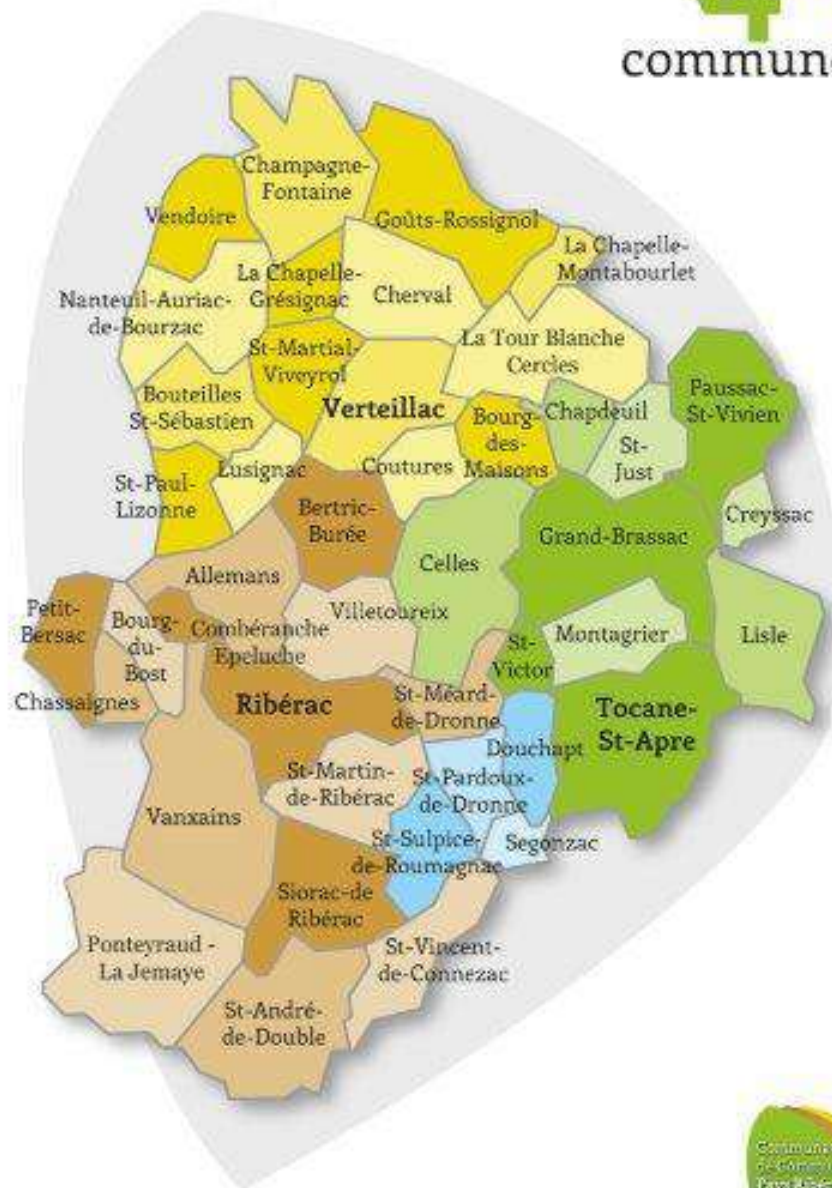 commune
Champagne-
Fontaine
Vendoire
Goûts-Rossignol
La Chapelle-
Montabourlet
La Chapelle-
Grésignac
Cherval
Nanteuil-Auriac-
de-Bourzac
La Tour Blanche
Cercles
St-Martial-
Viveyrol
Paussac-
St-Vivien
Bouteilles
St-Sébastien
Verteillac
Bourg-
des-
Maisons
Chapdeuil
St-
Just
Lusignac
Coutures
St-Paul-
Lizonne
Bertric-
Burée
Creyssac
Grand-Brassac
Celles
Allemans
Petit-
Bersac
Bourg-
du-
Bost
Villetoureix
Combéranche
Epeluche
Montagrier
Lisle
St-
Victor
Chassaignes
Ribérac
St-Méard-
de-Dronne
Tocane-
St-Apre
Douchapt
St-Martin-
de-Ribérac
St-Pardoux-
de-Dronne
Vanxains
St-Sulpice-
de-Roumagnac
Segonzac
Siorac-de
Ribérac
Ponteyraud -
La Jemaye
St-Vincent-
de-Connezac
St-André-
de-Double